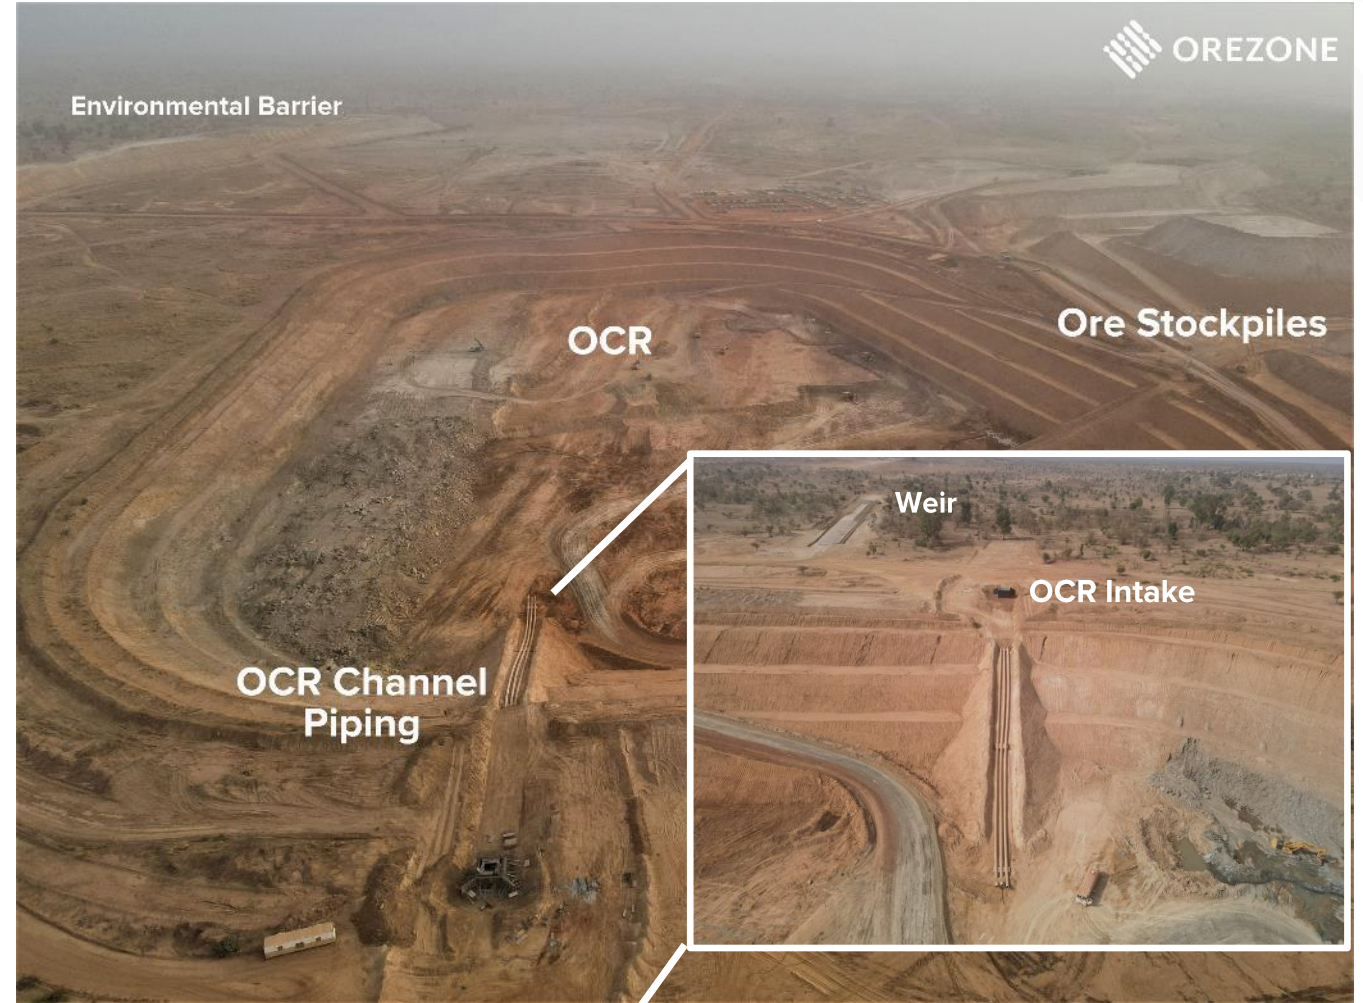 OREZONE
Environmental Barrier
OCR
Ore Stockpiles
Weir
OCR Intake
OCR Channel
Piping